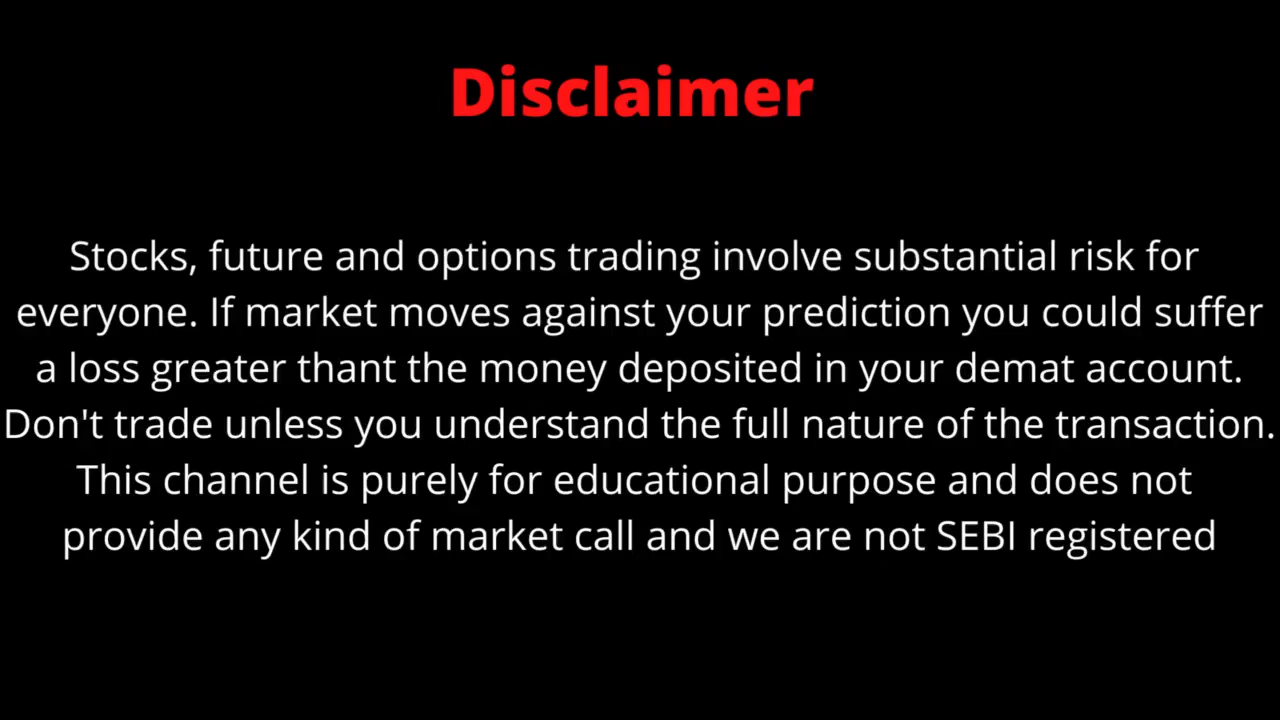 Disclaimer
Stocks, future and options trading involve substantial risk for
everyone. If market moves against your prediction you could suffer
a loss greater thant the money deposited in your demat account.
Don't trade unless you understand the full nature of the transaction.
This channel is purely for educational purpose and does not
provide any kind of market call and we are not SEBI registered